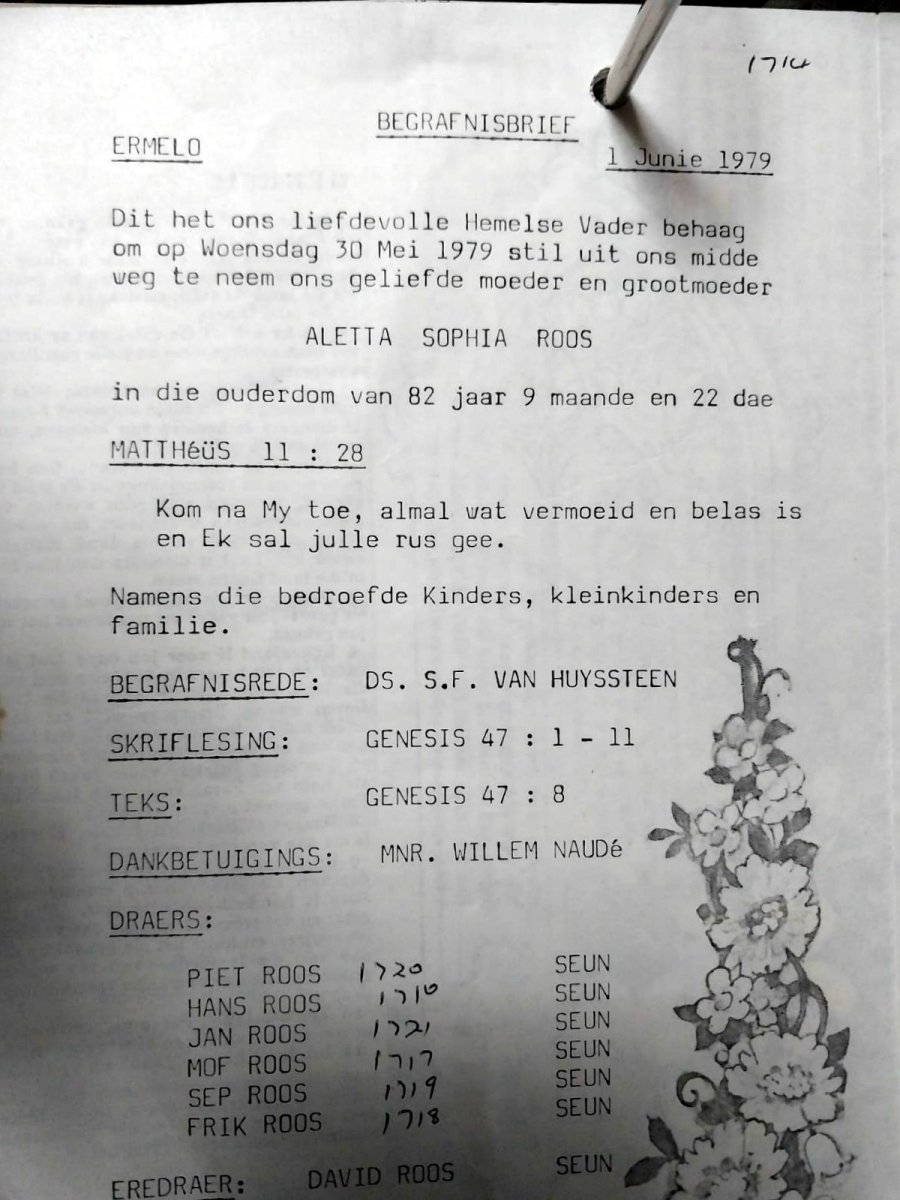 1714
BEGRAFNISBRIEF
ERMELO
1 Junie 1979
Dit het ons liefdevolle Hemelse Vader behaag
om op Woensdag 30 Mei 1979 stil uit ons midde
weg te neem ons geliefde moeder en grootmoeder
ALETTA SOPHIA ROOS
in die ouderdom van 82 jaar 9 maande en 22 dae
MATTHéüS 11 : 28
Kom na My toe, almal wat vermoeid en belas is
en Ek sal julle rus gee.
Namens die bedroefde Kinders, kleinkinders en
familie.
BEGRAFNISREDE: DS. S.F. VAN HUYSSTEEN
SKRIFLESING: GENESIS 47 : 1 - 11
TEKS: GENESIS 47 : 8
DANKBETUIGINGS: MNR. WILLEM NAUDé
DRAERS:
PIET ROOS 1720 SEUN
HANS ROOS 1716 SEUN
JAN ROOS 1721 SEUN
MOF ROOS 1717 SEUN
SEP ROOS 1719 SEUN
FRIK ROOS 1718 SEUN
EREDRAER: DAVID ROOS SEUN